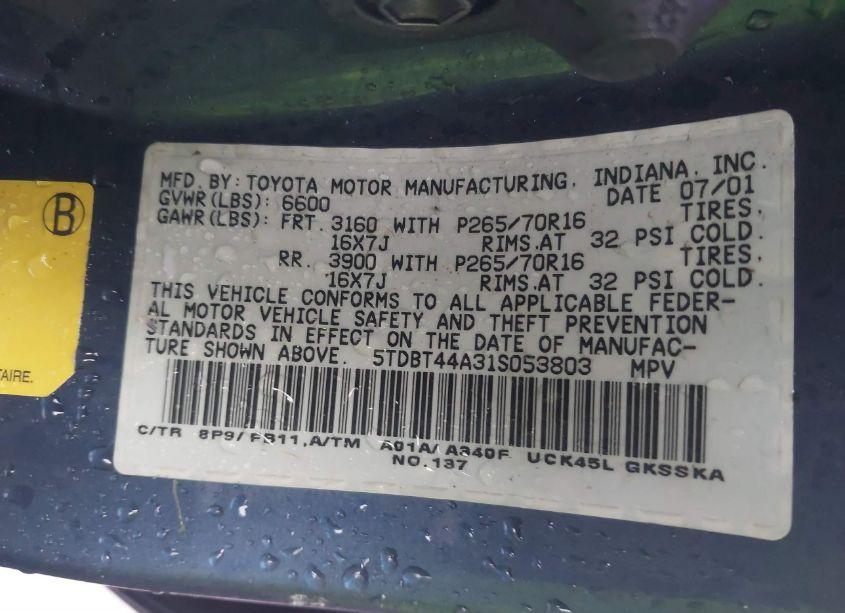 MFD. BY: TOYOTA MOTOR MANUFACTURING, INDIANA, INC.
GVWR(LBS): 6600 DATE 07/01
GAWR(LBS): FRT. 3160 WITH P265/70R16 TIRES,
16X7J RIMS,AT 32 PSI COLD.
RR. 3900 WITH P265/70R16 TIRES,
16X7J RIMS,AT 32 PSI COLD.
THIS VEHICLE CONFORMS TO ALL APPLICABLE FEDER-
AL MOTOR VEHICLE SAFETY AND THEFT PREVENTION
STANDARDS IN EFFECT ON THE DATE OF MANUFAC-
TURE SHOWN ABOVE. 5TDBT44A31S053803 MPV
C/TR 8P9/ FB11,A/TM A01A/ A340F UCK45L GKSSKA
NO.137
B
TAIRE.